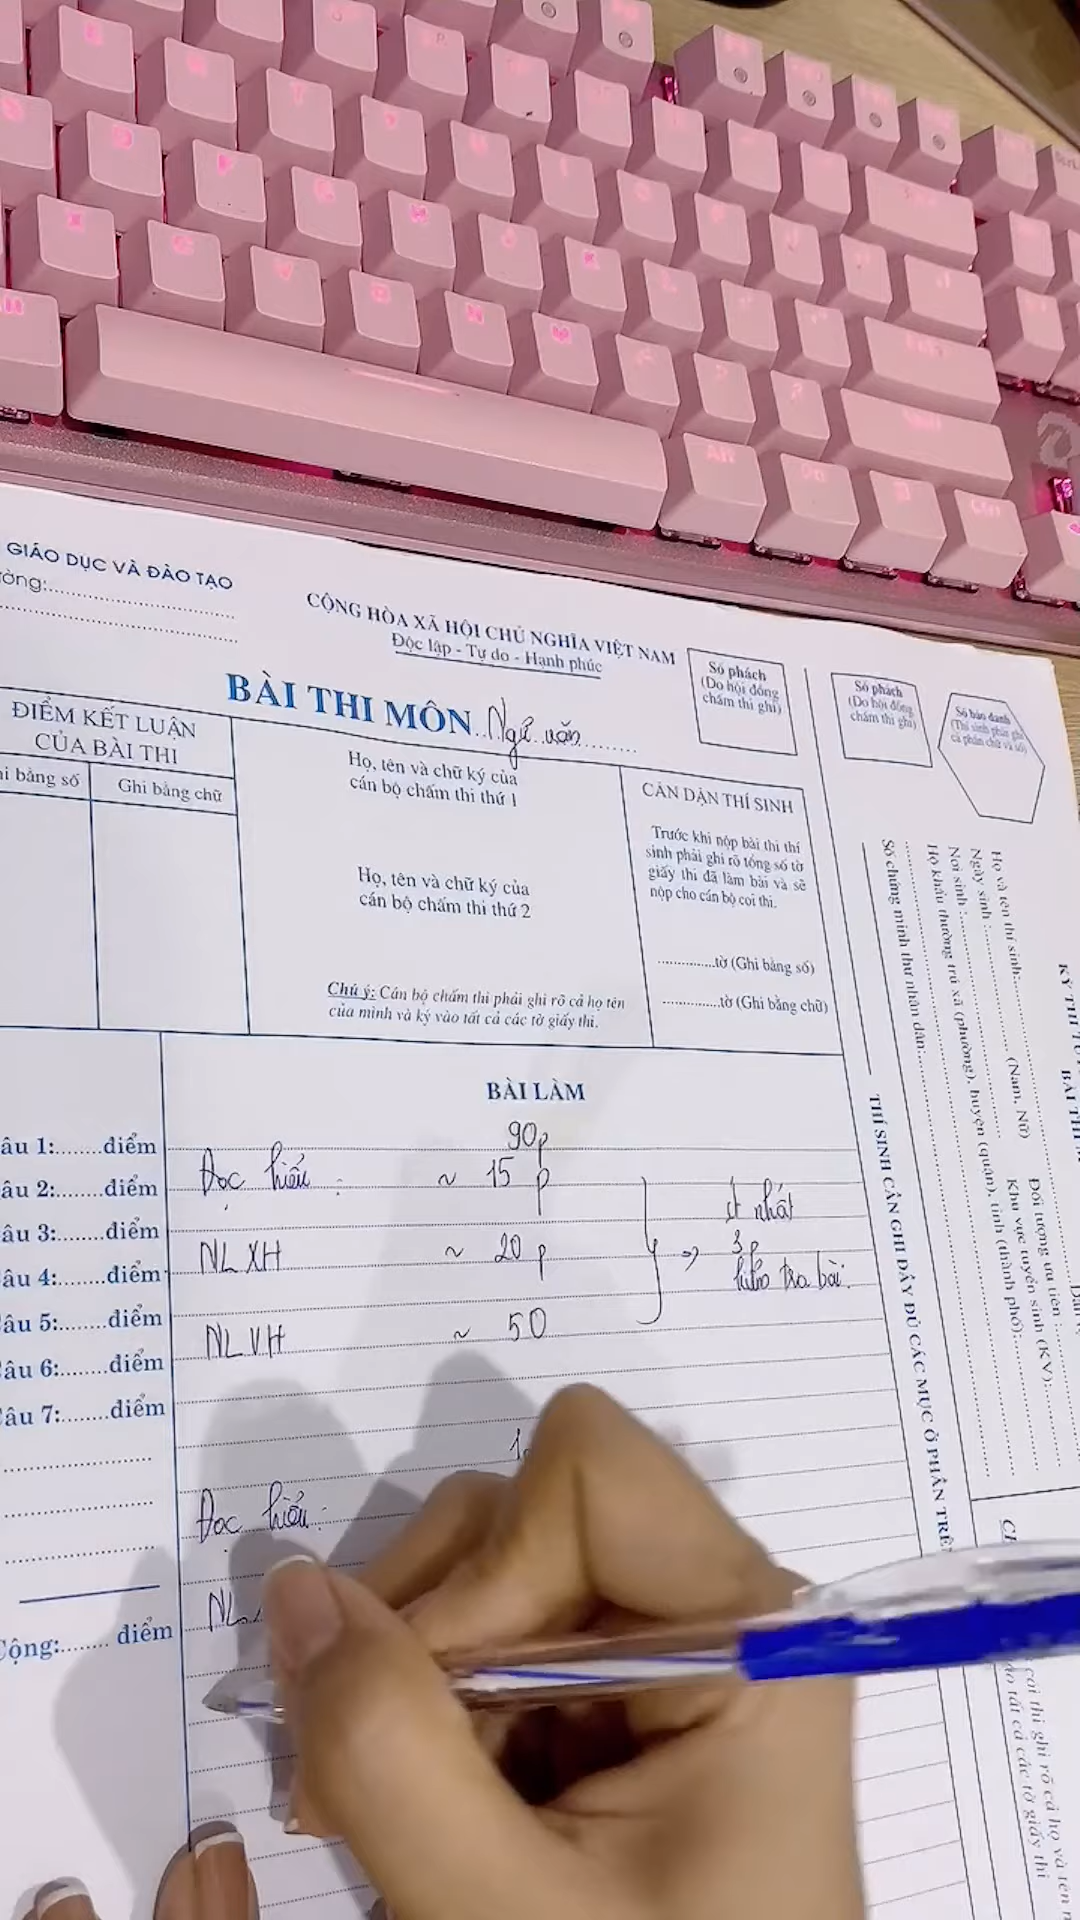 GIÁO DỤC VÀ ĐÀO TẠO
CỘNG HÒA XÃ HỘI CHỦ NGHĨA VIỆT NAM
Độc lập - Tự do - Hạnh phúc
BÀI THI MÔN Ngữ văn
Số phách
(Do hội đồng
chấm thi ghi)
Số phách
(Do hội đồng
chấm thi ghi)
Số báo danh
ĐIỂM KẾT LUẬN
CỦA BÀI THI
bằng số
Ghi bằng chữ
Họ, tên và chữ ký của
cán bộ chấm thi thứ 1
Họ, tên và chữ ký của
cán bộ chấm thi thứ 2
Chú ý: Cán bộ chấm thi phải ghi rõ cả họ tên
của mình và ký vào tất cả các tờ giấy thi.
CĂN DẶN THÍ SINH
Trước khi nộp bài thi thí
sinh phải ghi rõ tổng số tờ
giấy thi đã làm bài và sẽ
nộp cho cán bộ coi thi.
..............tờ (Ghi bằng số)
..............tờ (Ghi bằng chữ)
BÀI LÀM
90p
Đọc hiểu : ~ 15 p
NLXH ~ 20 p
NLVH ~ 50
=> ít nhất
3p
kiểm tra bài.
Đọc hiểu :
NL
âu 1:........điểm
âu 2:........điểm
âu 3:........điểm
âu 4:........điểm
âu 5:........điểm
âu 6:........điểm
âu 7:........điểm
Cộng:........ điểm
Họ và tên thí sinh: (Nam, Nữ) Đối tượng ưu tiên :
Ngày sinh : Khu vực tuyển sinh (KV):
Nơi sinh :
Hộ khẩu thường trú xã (phường), huyện (quận), tỉnh (thành phố):
Số chứng minh thư nhân dân:
THÍ SINH CẦN GHI ĐẦY ĐỦ CÁC MỤC Ở PHẦN TRÊN
Alt